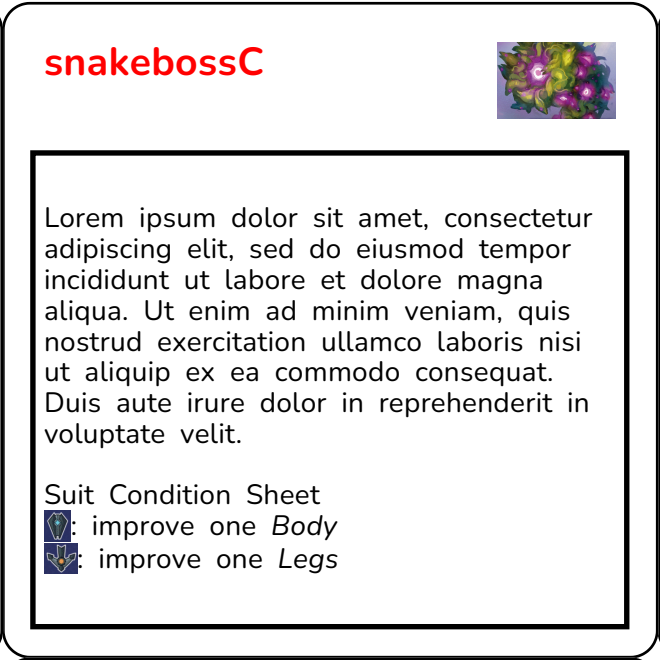 snakebossC
Lorem ipsum dolor sit amet, consectetur
adipiscing elit, sed do eiusmod tempor
incididunt ut labore et dolore magna
aliqua. Ut enim ad minim veniam, quis
nostrud exercitation ullamco laboris nisi
ut aliquip ex ea commodo consequat.
Duis aute irure dolor in reprehenderit in
voluptate velit.
Suit Condition Sheet
: improve one Body
: improve one Legs